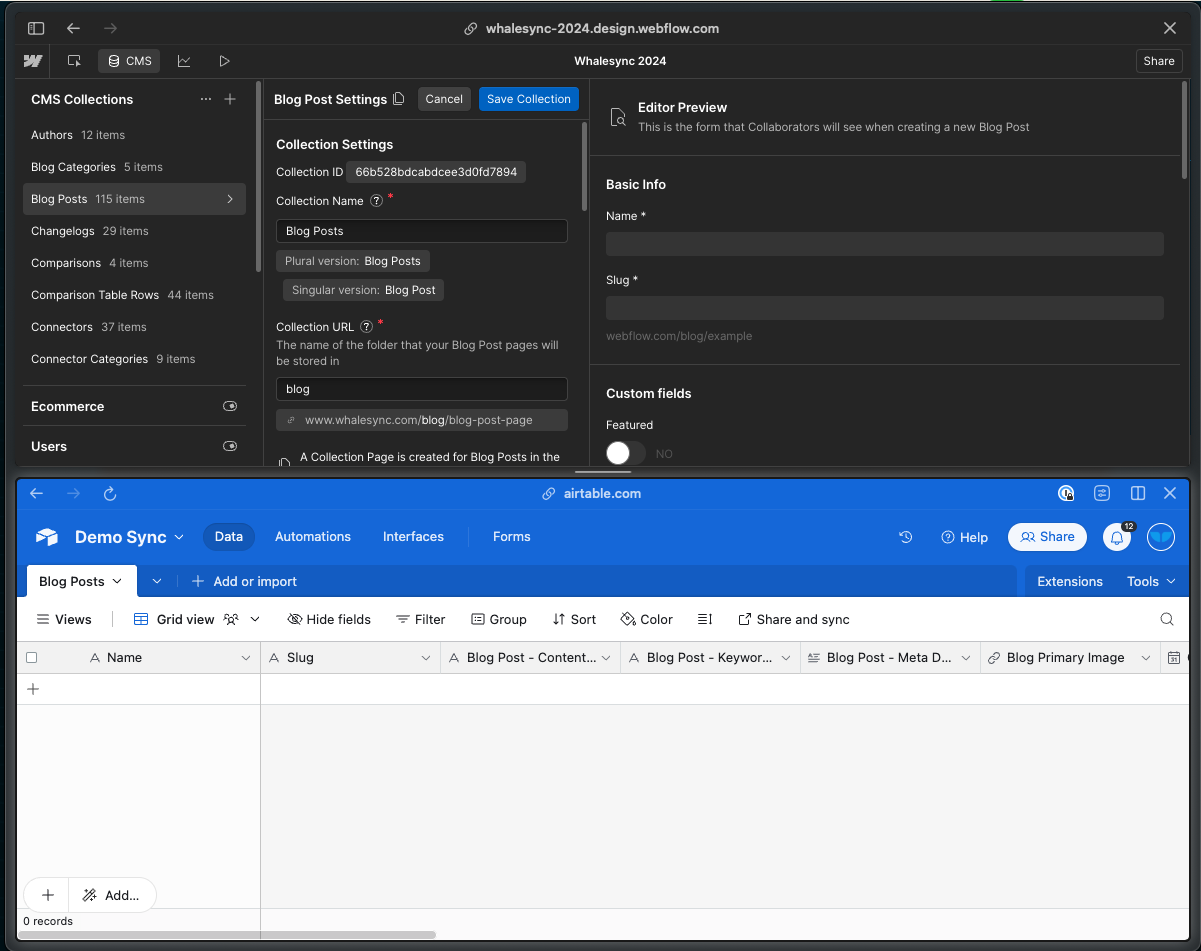 whalesync-2024.design.webflow.com
CMS
Whalesync 2024
Share
CMS Collections
Authors 12 items
Blog Categories 5 items
Blog Posts 115 items
Changelogs 29 items
Comparisons 4 items
Comparison Table Rows 44 items
Connectors 37 items
Connector Categories 9 items
Ecommerce
Users
Blog Post Settings
Cancel
Save Collection
Collection Settings
Collection ID 66b528bdcabdcee3d0fd7894
Collection Name ? *
Blog Posts
Plural version: Blog Posts
Singular version: Blog Post
Collection URL ? *
The name of the folder that your Blog Post pages will
be stored in
blog
www.whalesync.com/blog/blog-post-page
A Collection Page is created for Blog Posts in the
Editor Preview
This is the form that Collaborators will see when creating a new Blog Post
Basic Info
Name *
Slug *
webflow.com/blog/example
Custom fields
Featured
NO
airtable.com
Demo Sync
Data
Automations
Interfaces
Forms
Help
Share
12
Blog Posts
Add or import
Extensions
Tools
Views
Grid view
Hide fields
Filter
Group
Sort
Color
Share and sync
Name
Slug
Blog Post - Content...
Blog Post - Keywor...
Blog Post - Meta D...
Blog Primary Image
Add...
0 records